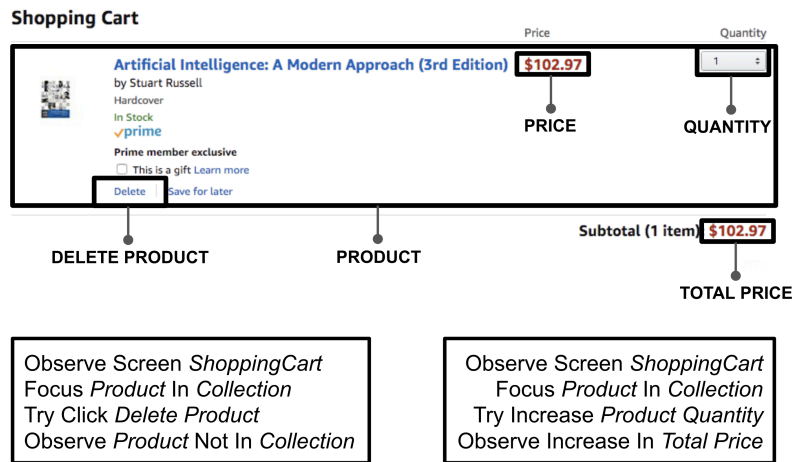 Shopping Cart
Price Quantity
Artificial Intelligence: A Modern Approach (3rd Edition) $102.97 1
by Stuart Russell
Hardcover
In Stock
prime
PRICE QUANTITY
Prime member exclusive
This is a gift Learn more
Delete Save for later
Subtotal (1 item) $102.97
DELETE PRODUCT PRODUCT
TOTAL PRICE
Observe Screen ShoppingCart
Focus Product In Collection
Try Click Delete Product
Observe Product Not In Collection
Observe Screen ShoppingCart
Focus Product In Collection
Try Increase Product Quantity
Observe Increase In Total Price